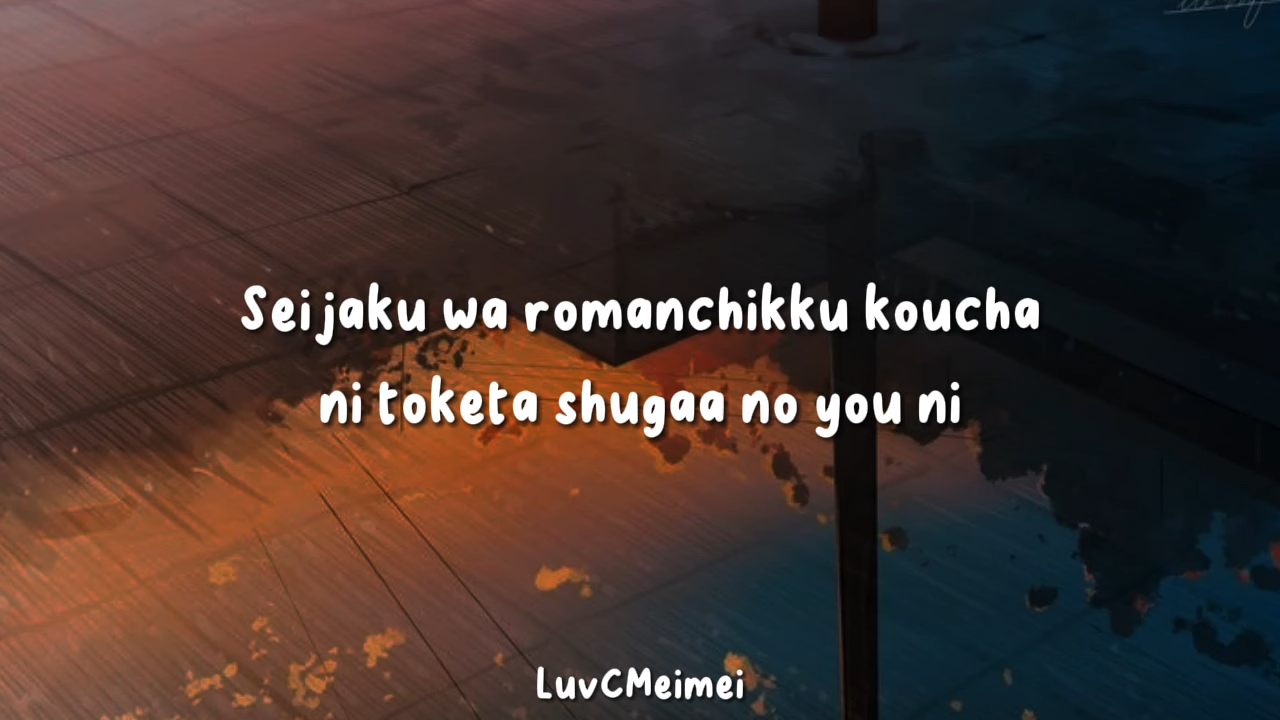 Seijaku wa romanchikku koucha
ni toketa shugaa no you ni
LuvCMeimei